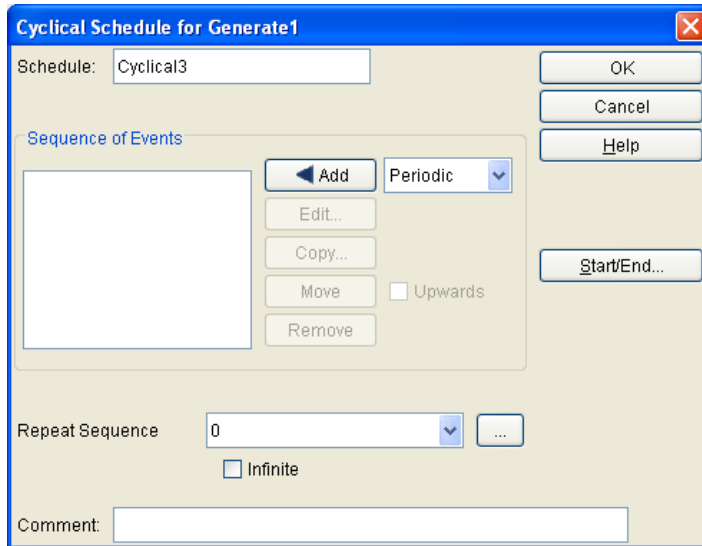 Cyclical Schedule for Generate1
Schedule: Cyclical3
OK
Cancel
Help
Sequence of Events
Add Periodic
Edit...
Copy...
Move Upwards
Remove
Start/End...
Repeat Sequence 0 ...
Infinite
Comment: